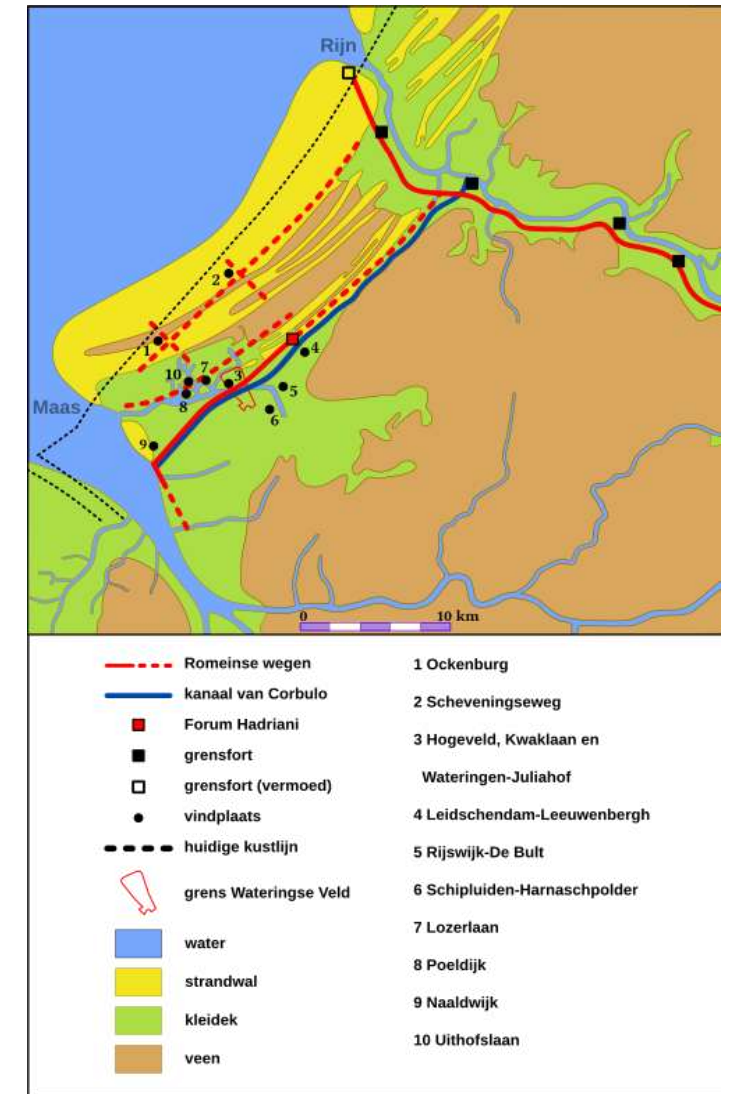 Rijn
2
1
10
7
3
4
8
5
6
Maas
9
0 10 km
Romeinse wegen
kanaal van Corbulo
Forum Hadriani
grensfort
grensfort (vermoed)
vindplaats
huidige kustlijn
grens Wateringse Veld
water
strandwal
kleidek
veen
1 Ockenburg
2 Scheveningseweg
3 Hogeveld, Kwaklaan en
Wateringen-Juliahof
4 Leidschendam-Leeuwenbergh
5 Rijswijk-De Bult
6 Schipluiden-Harnaschpolder
7 Lozerlaan
8 Poeldijk
9 Naaldwijk
10 Uithofslaan